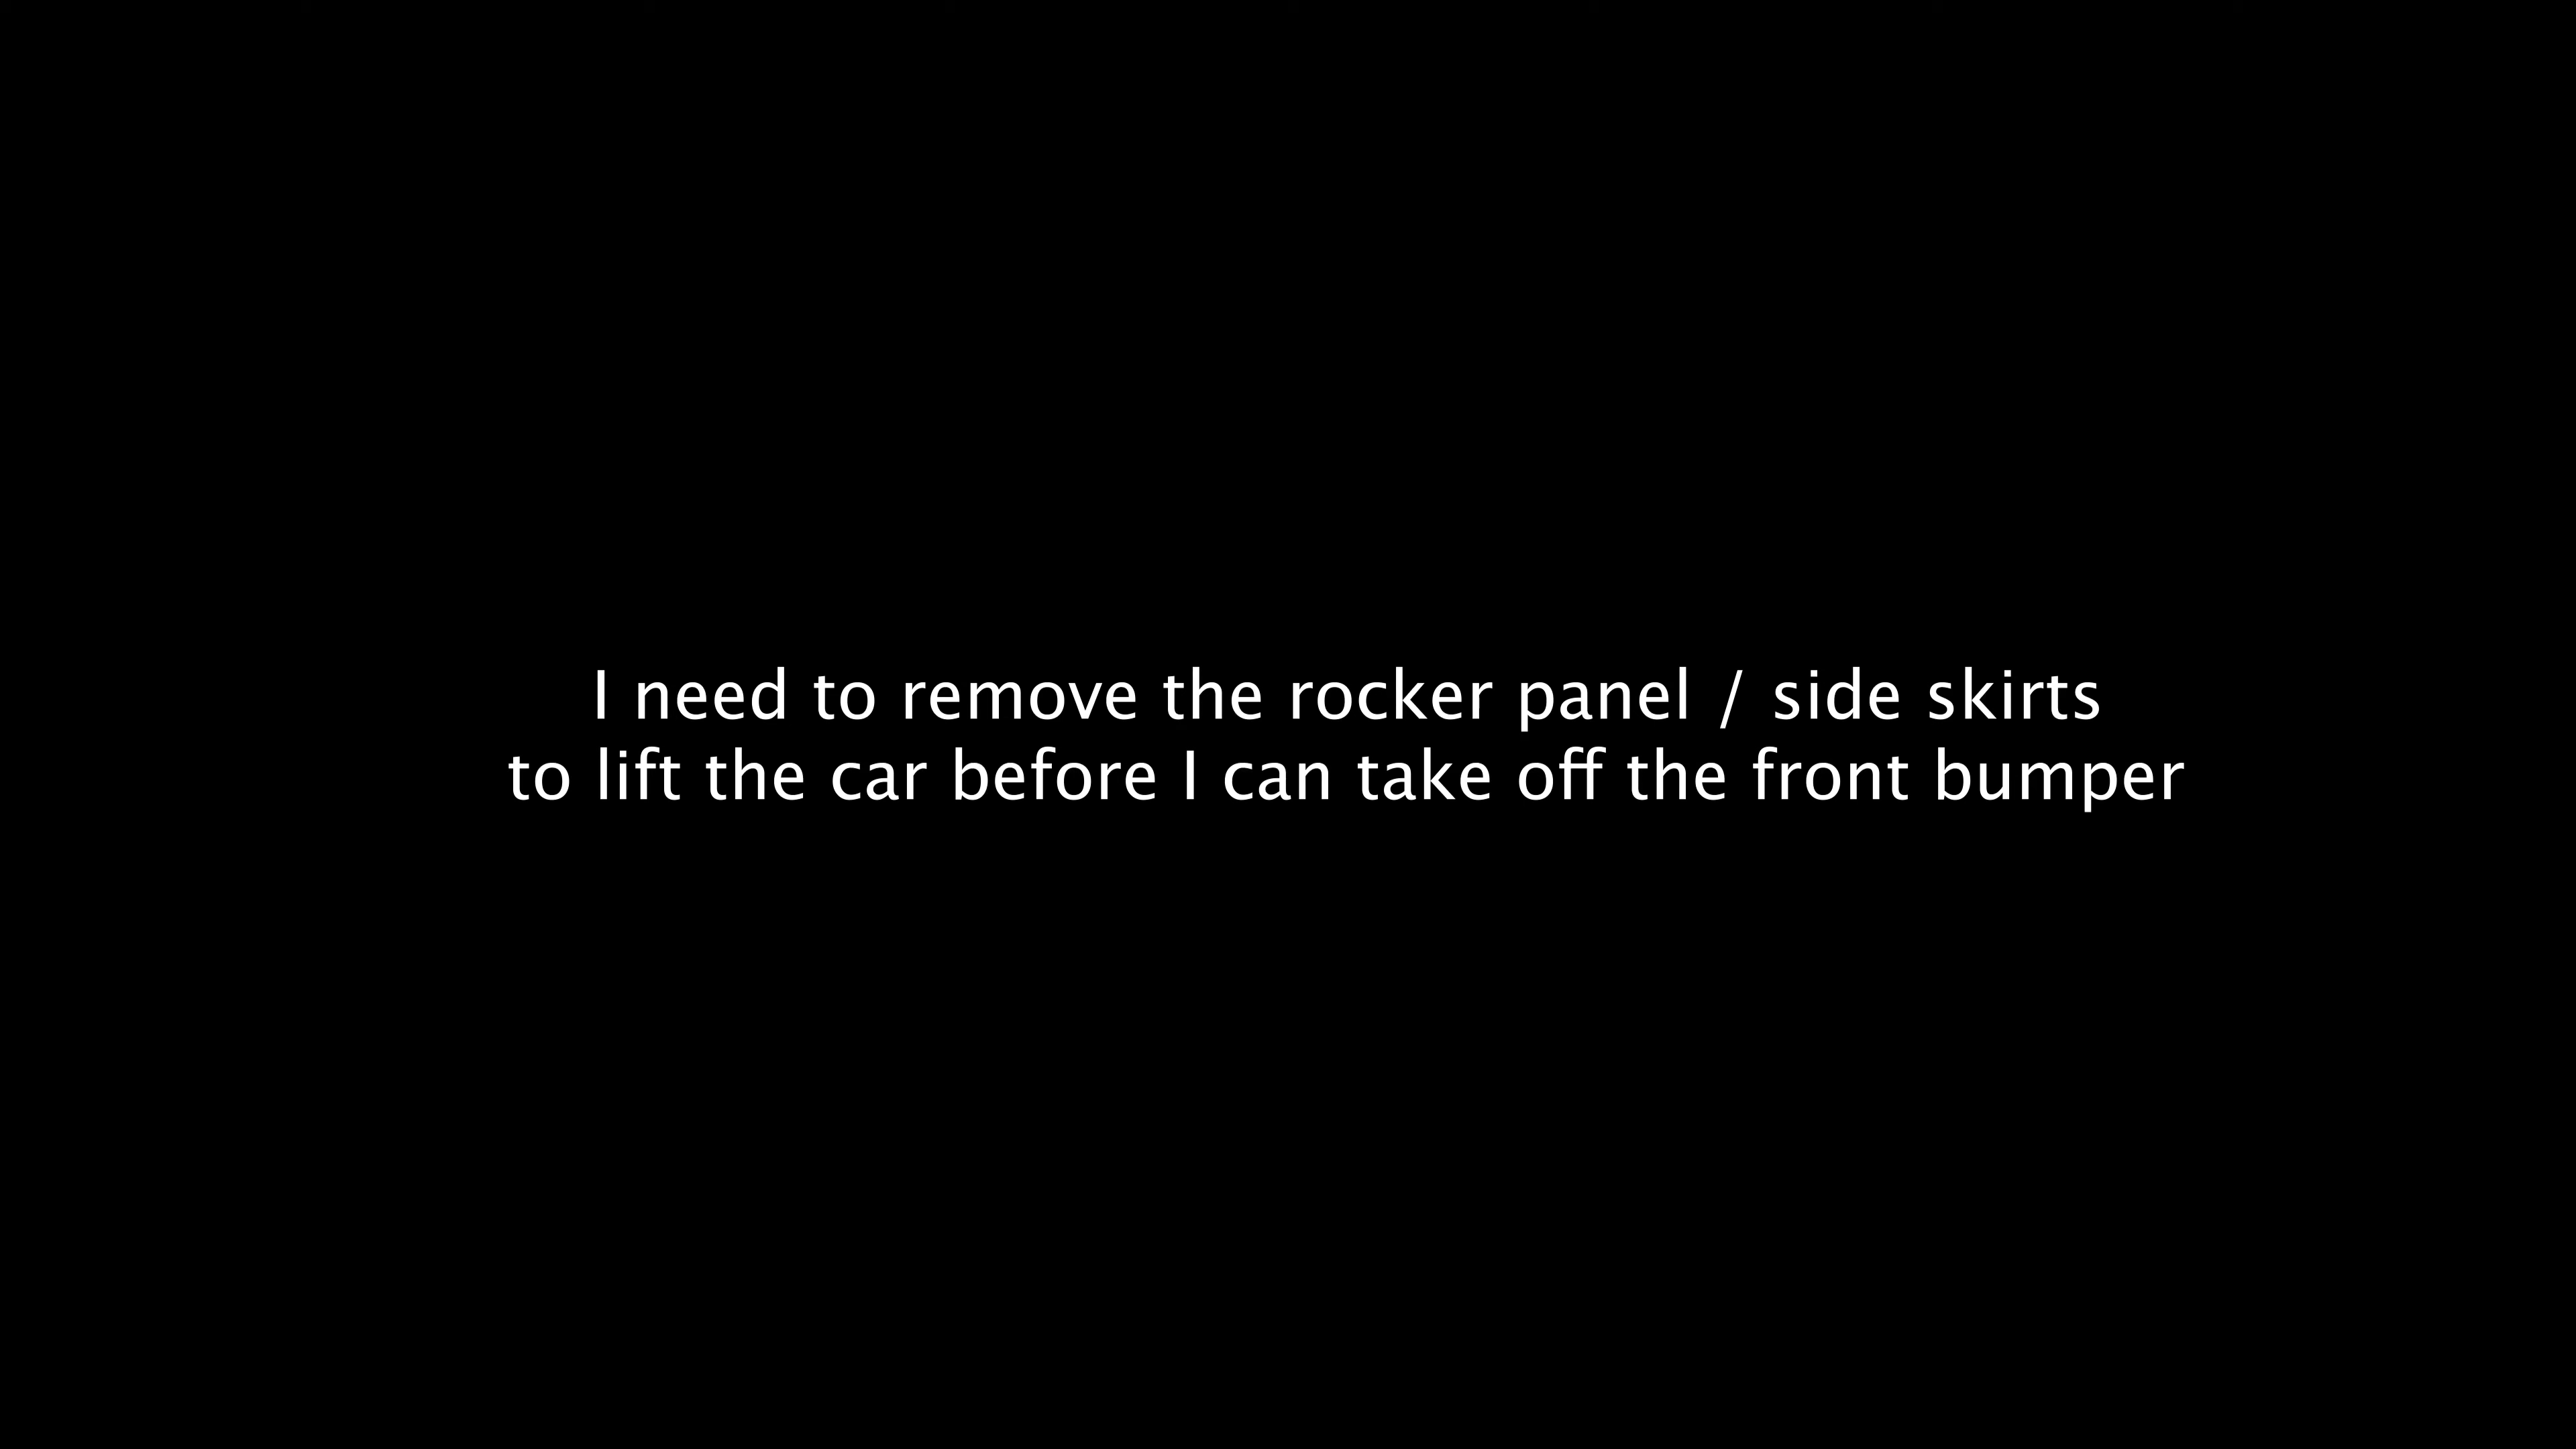 I need to remove the rocker panel / side skirts
to lift the car before I can take off the front bumper